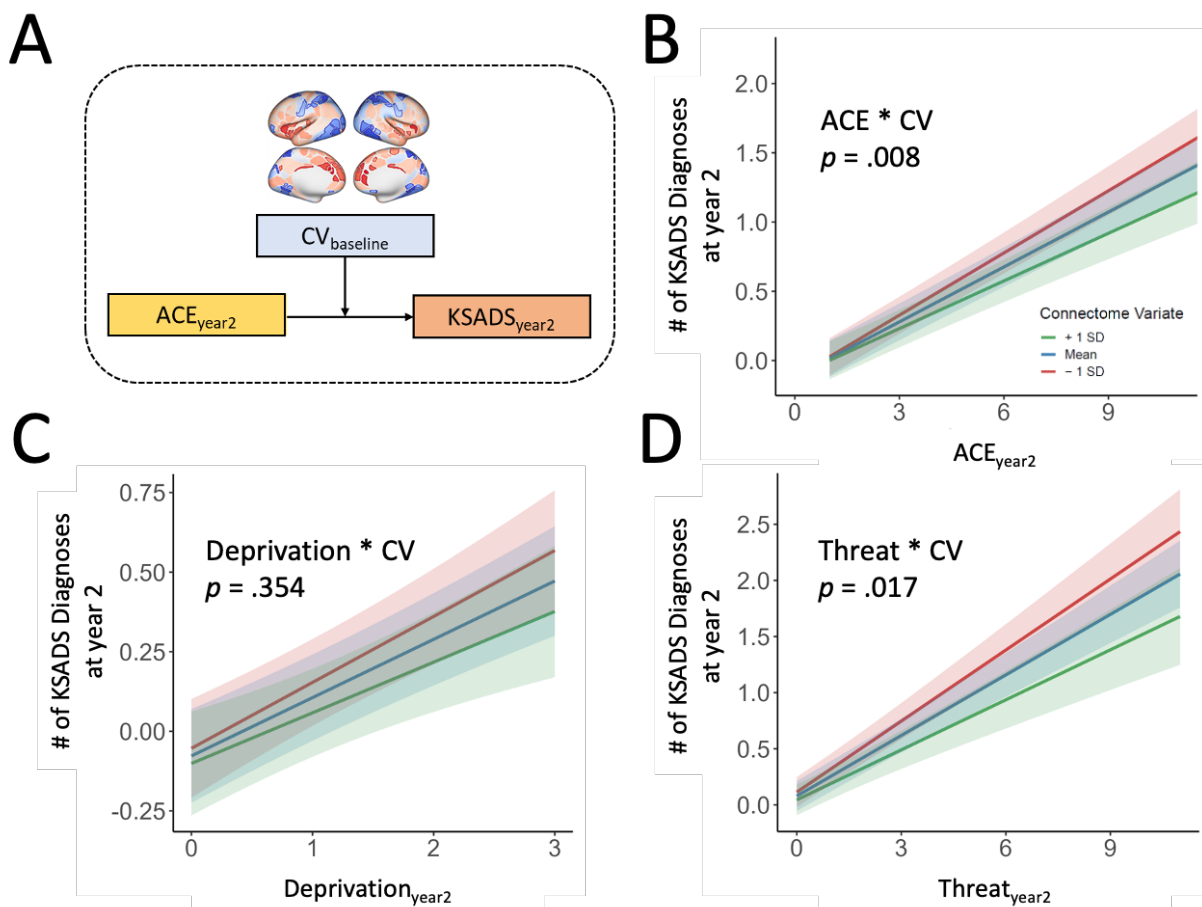 A
CV baseline
ACE year2
KSADS year2
B
# of KSADS Diagnoses
at year 2
2.0
1.5
1.0
0.5
0.0
ACE * CV
p = .008
Connectome Variate
+ 1 SD
Mean
− 1 SD
0 3 6 9
ACE year2
C
# of KSADS Diagnoses
at year 2
0.75
0.50
0.25
0.00
-0.25
Deprivation * CV
p = .354
0 1 2 3
Deprivation year2
D
# of KSADS Diagnoses
at year 2
2.5
2.0
1.5
1.0
0.5
0.0
Threat * CV
p = .017
0 3 6 9
Threat year2